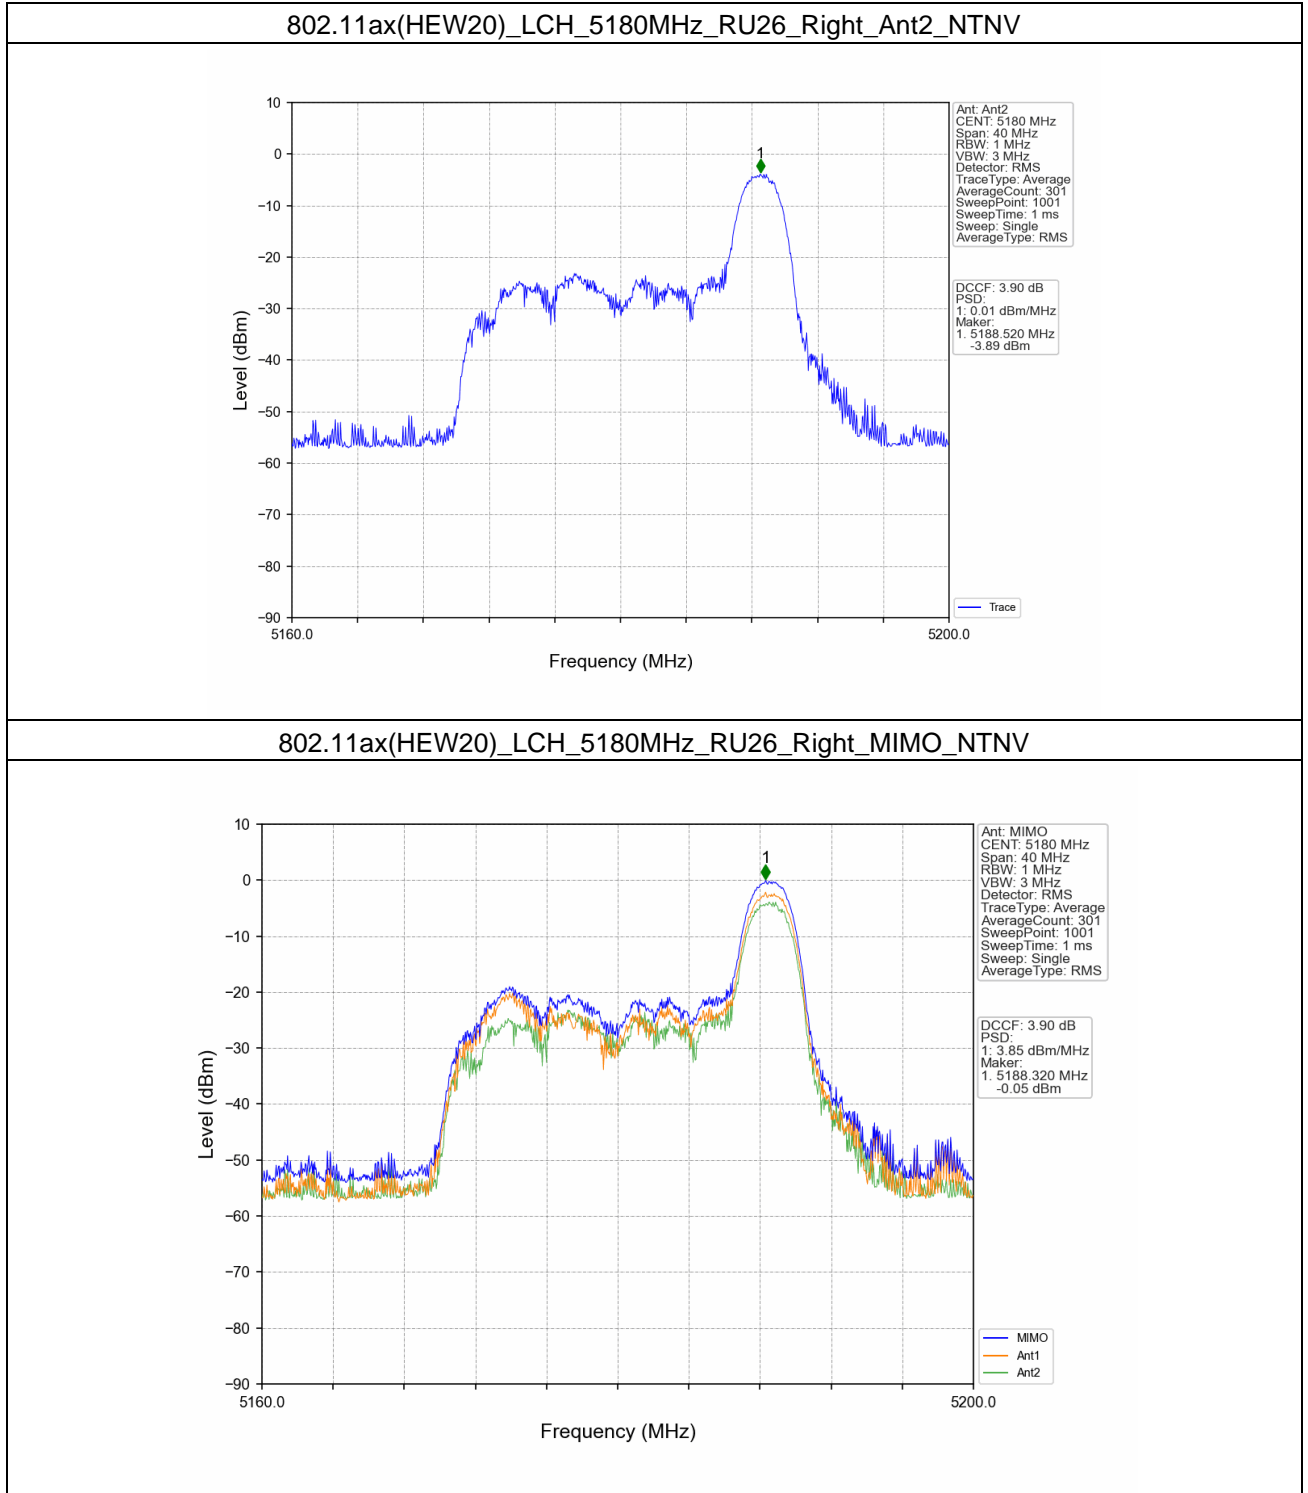 802.11ax(HEW20)_LCH_5180MHz_RU26_Right_Ant2_NTNV
10
0
−10
−20
−30
−40
−50
−60
−70
−80
−90
Level (dBm)
5160.0
5200.0
Frequency (MHz)
1
Ant: Ant2
CENT: 5180 MHz
Span: 40 MHz
RBW: 1 MHz
VBW: 3 MHz
Detector: RMS
TraceType: Average
AverageCount: 301
SweepPoint: 1001
SweepTime: 1 ms
Sweep: Single
AverageType: RMS
DCCF: 3.90 dB
PSD:
1: 0.01 dBm/MHz
Maker:
1. 5188.520 MHz
-3.89 dBm
Trace
802.11ax(HEW20)_LCH_5180MHz_RU26_Right_MIMO_NTNV
10
0
−10
−20
−30
−40
−50
−60
−70
−80
−90
Level (dBm)
5160.0
5200.0
Frequency (MHz)
1
Ant: MIMO
CENT: 5180 MHz
Span: 40 MHz
RBW: 1 MHz
VBW: 3 MHz
Detector: RMS
TraceType: Average
AverageCount: 301
SweepPoint: 1001
SweepTime: 1 ms
Sweep: Single
AverageType: RMS
DCCF: 3.90 dB
PSD:
1: 3.85 dBm/MHz
Maker:
1. 5188.320 MHz
-0.05 dBm
MIMO
Ant1
Ant2